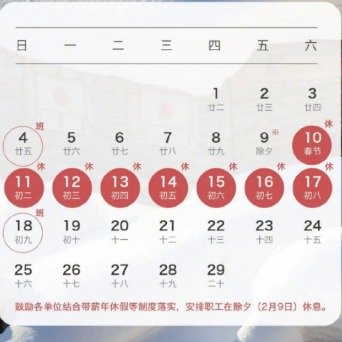 日 一 二 三 四 五 六
1 2 3
廿二 廿三 廿四
班 休
4 5 6 7 8 9※ 10
廿五 廿六 廿七 廿八 廿九 除夕 春节
休 休 休 休 休 休 休
11 12 13 14 15 16 17
初二 初三 初四 初五 初六 初七 初八
班
18 19 20 21 22 23 24
初九 初十 十一 十二 十三 十四 十五
25 26 27 28 29
十六 十七 十八 十九 二十
鼓励各单位结合带薪年休假等制度落实，安排职工在除夕（2月9日）休息。